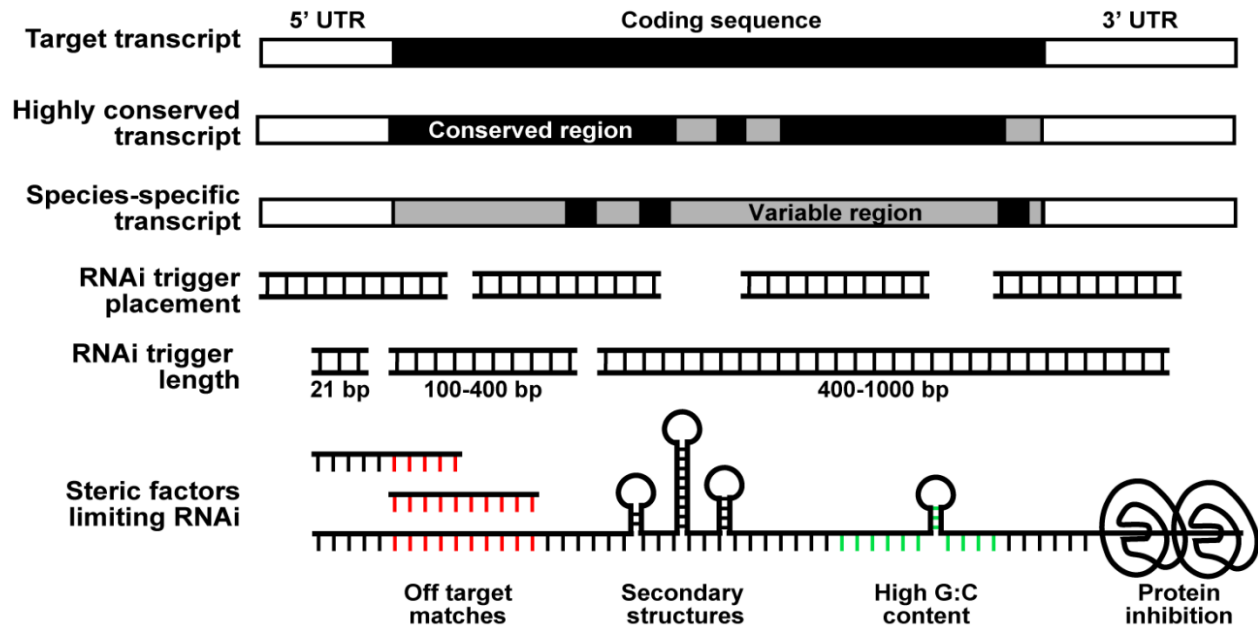 5’ UTR Coding sequence 3’ UTR
Target transcript
Highly conserved
transcript
Conserved region
Species-specific
transcript
Variable region
RNAi trigger
placement
RNAi trigger
length
21 bp 100-400 bp 400-1000 bp
Steric factors
limiting RNAi
Off target
matches
Secondary
structures
High G:C
content
Protein
inhibition